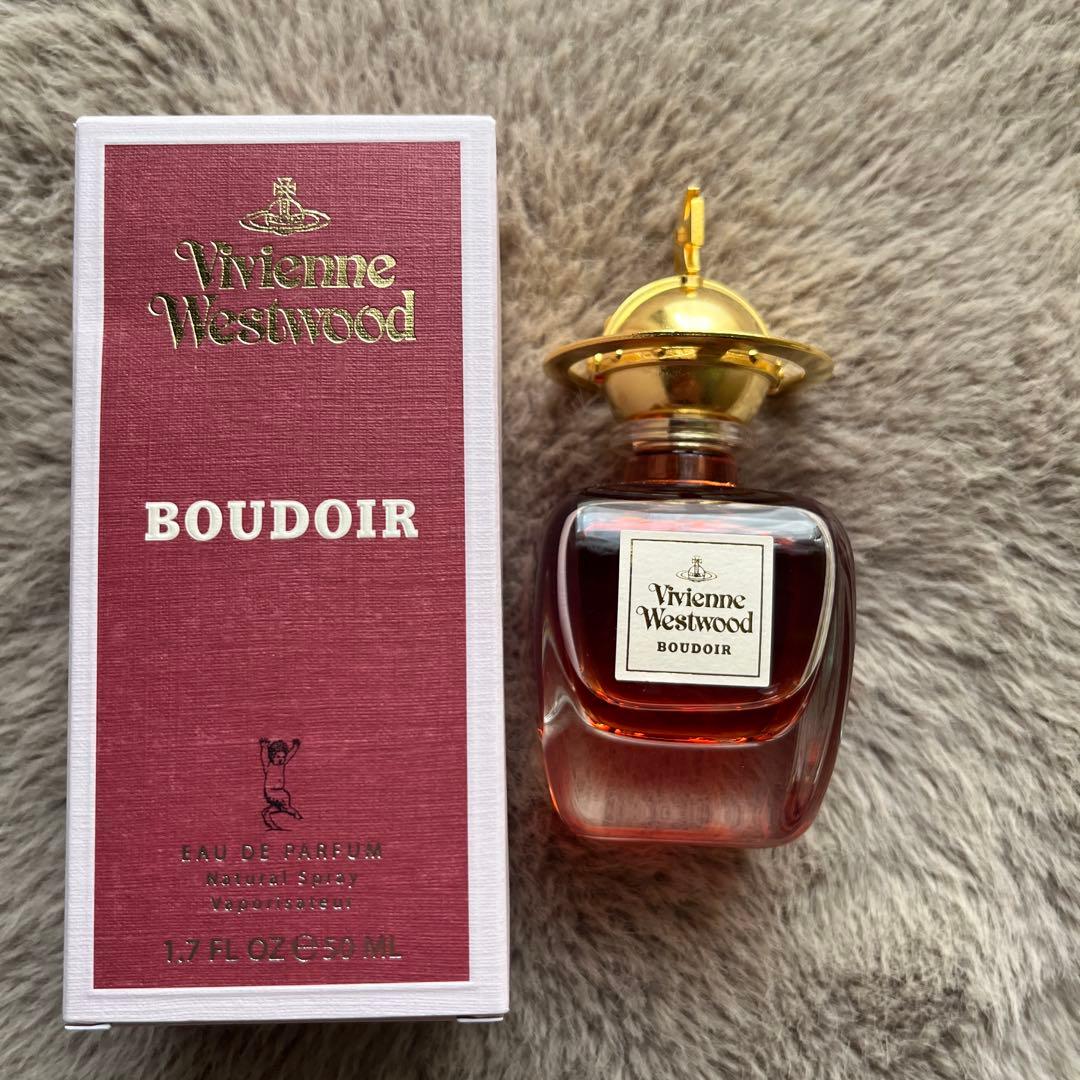 Vivienne
Westwood
BOUDOIR
EAU DE PARFUM
Natural Spray
Vaporisateur
1.7 FL OZ ℮ 50 ML
Vivienne
Westwood
BOUDOIR